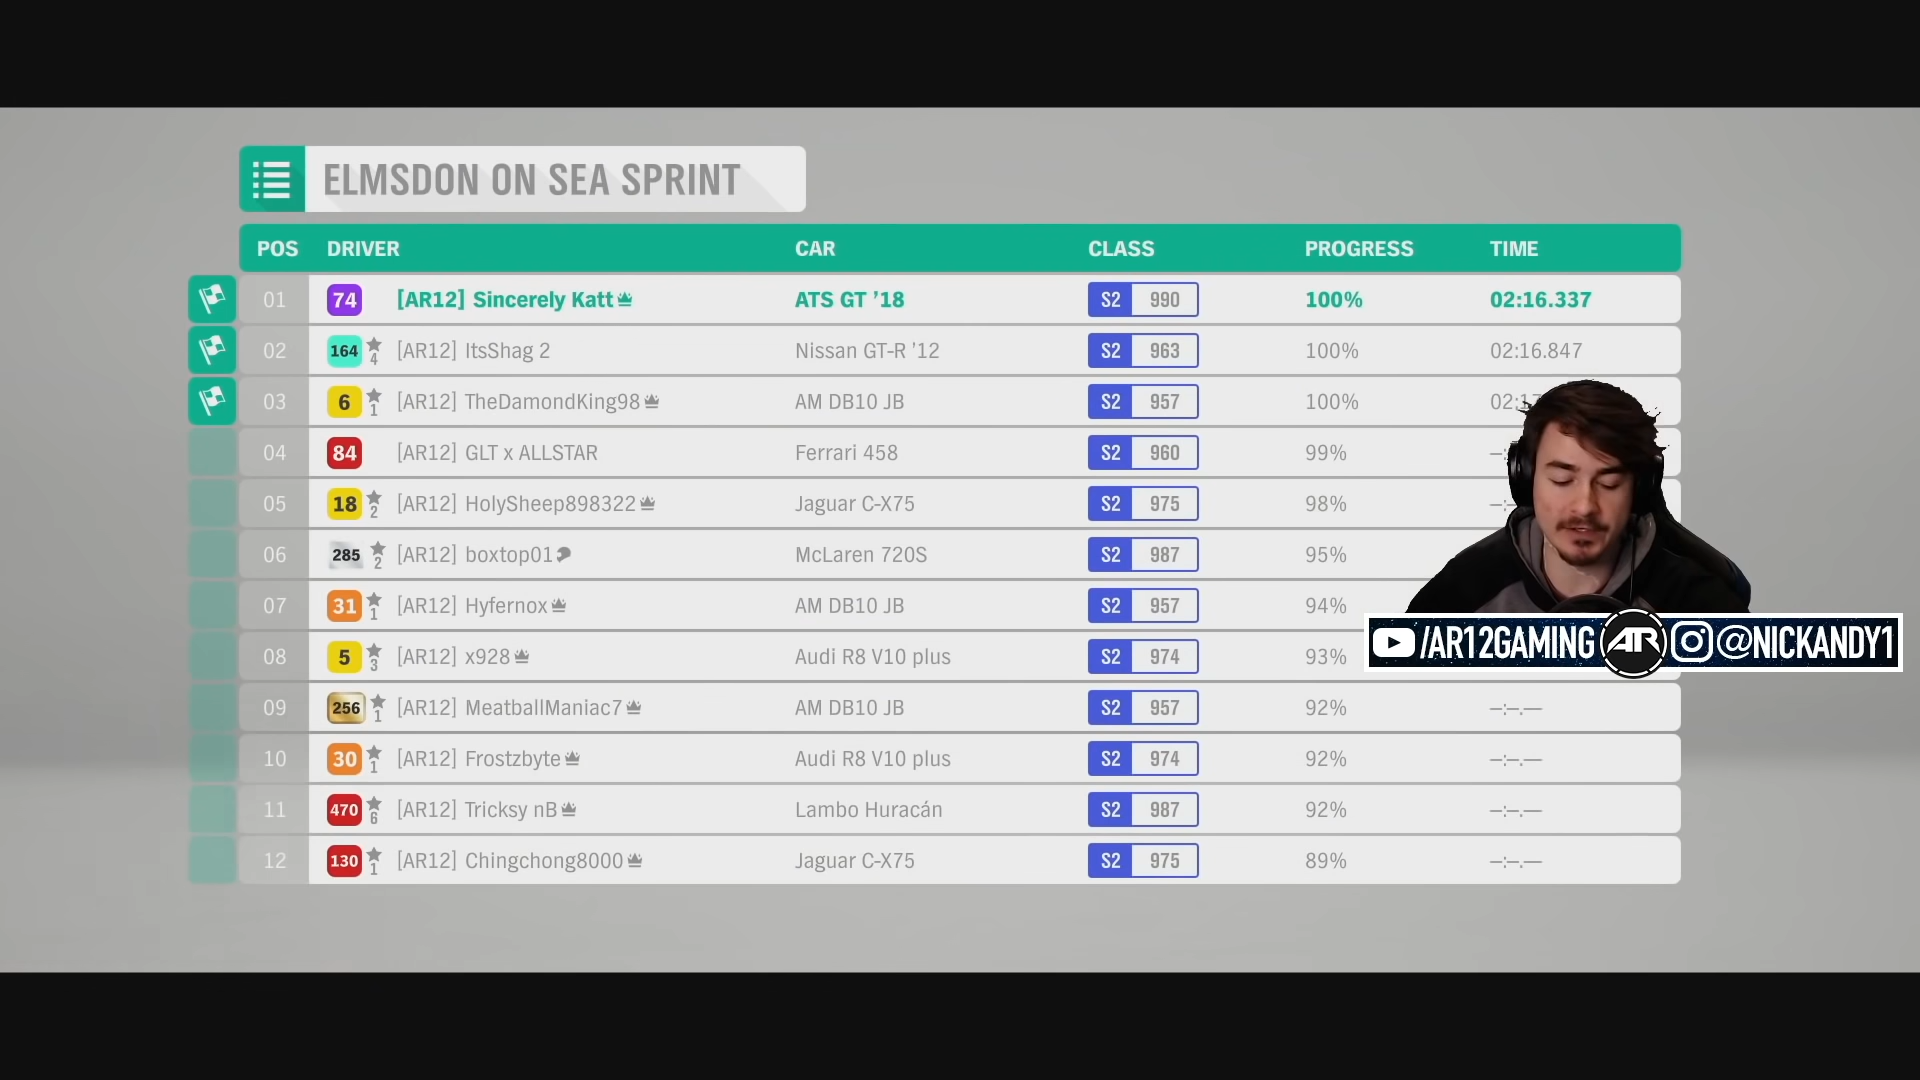 ELMSDON ON SEA SPRINT
POS DRIVER CAR CLASS PROGRESS TIME
01 74 [AR12] Sincerely Katt ATS GT ’18 S2 990 100% 02:16.337
02 164 4 [AR12] ItsShag 2 Nissan GT-R ’12 S2 963 100% 02:16.847
03 6 1 [AR12] TheDamondKing98 AM DB10 JB S2 957 100%
04 84 [AR12] GLT x ALLSTAR Ferrari 458 S2 960 99%
05 18 2 [AR12] HolySheep898322 Jaguar C-X75 S2 975 98%
06 285 2 [AR12] boxtop01 McLaren 720S S2 987 95%
07 31 1 [AR12] Hyfernox AM DB10 JB S2 957 94%
08 5 3 [AR12] x928 Audi R8 V10 plus S2 974 93%
/AR12GAMING AR @NICKANDY1
09 256 1 [AR12] MeatballManiac7 AM DB10 JB S2 957 92% –:–.––
10 30 1 [AR12] Frostzbyte Audi R8 V10 plus S2 974 92% –:–.––
11 470 6 [AR12] Tricksy nB Lambo Huracán S2 987 92% –:–.––
12 130 1 [AR12] Chingchong8000 Jaguar C-X75 S2 975 89% –:–.––